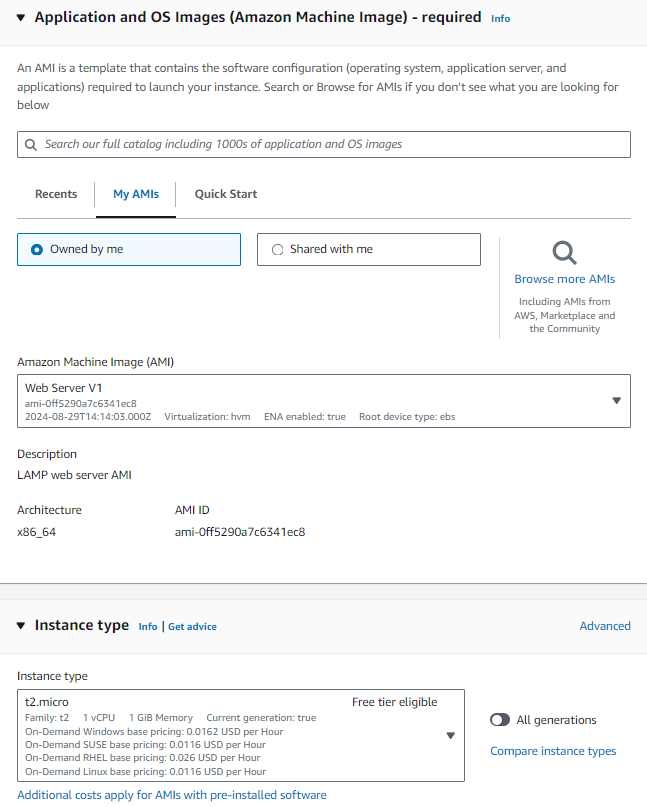 Application and OS Images (Amazon Machine Image) - required Info
An AMI is a template that contains the software configuration (operating system, application server, and
applications) required to launch your instance. Search or Browse for AMIs if you don't see what you are looking for
below
Search our full catalog including 1000s of application and OS images
Recents My AMIs Quick Start
Owned by me Shared with me
Browse more AMIs
Including AMIs from
AWS, Marketplace and
the Community
Amazon Machine Image (AMI)
Web Server V1
ami-0ff5290a7c6341ec8
2024-08-29T14:14:03.000Z Virtualization: hvm ENA enabled: true Root device type: ebs
Description
LAMP web server AMI
Architecture AMI ID
x86_64 ami-0ff5290a7c6341ec8
Instance type Info | Get advice Advanced
Instance type
t2.micro Free tier eligible
Family: t2 1 vCPU 1 GiB Memory Current generation: true
On-Demand Windows base pricing: 0.0162 USD per Hour
On-Demand SUSE base pricing: 0.0116 USD per Hour
On-Demand RHEL base pricing: 0.026 USD per Hour
On-Demand Linux base pricing: 0.0116 USD per Hour
All generations
Compare instance types
Additional costs apply for AMIs with pre-installed software